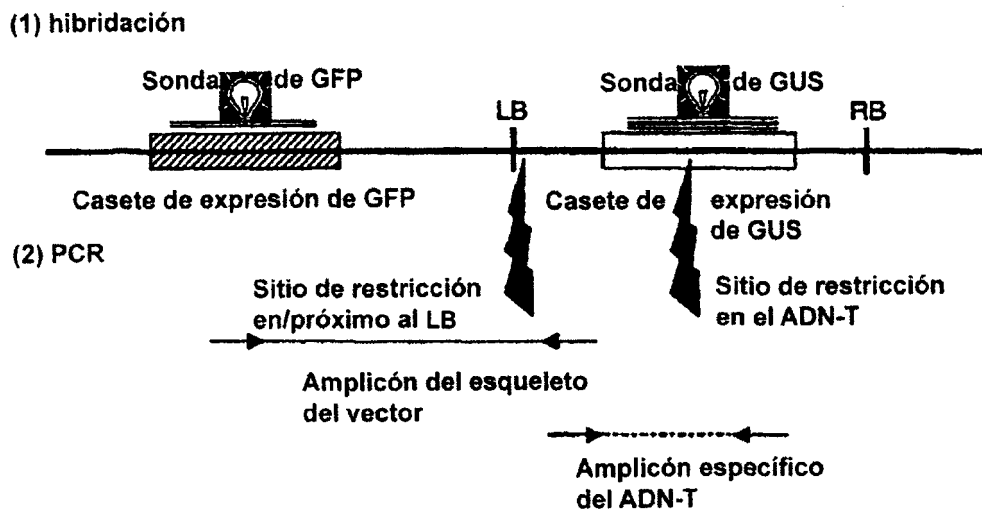 (1) hibridación
Sonda de GFP
Sonda de GUS
LB
RB
Casete de expresión de GFP
Casete de expresión
de GUS
(2) PCR
Sitio de restricción
en/próximo al LB
Sitio de restricción
en el ADN-T
Amplicón del esqueleto
del vector
Amplicón específico
del ADN-T